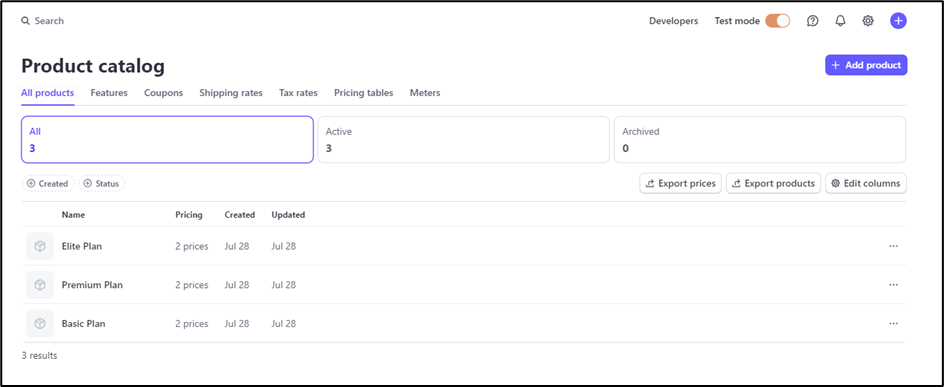 Search Developers Test mode
Product catalog
+ Add product
All products Features Coupons Shipping rates Tax rates Pricing tables Meters
All Active Archived
3 3 0
Created Status Export prices Export products Edit columns
Name Pricing Created Updated
Elite Plan 2 prices Jul 28 Jul 28 ...
Premium Plan 2 prices Jul 28 Jul 28 ...
Basic Plan 2 prices Jul 28 Jul 28 ...
3 results